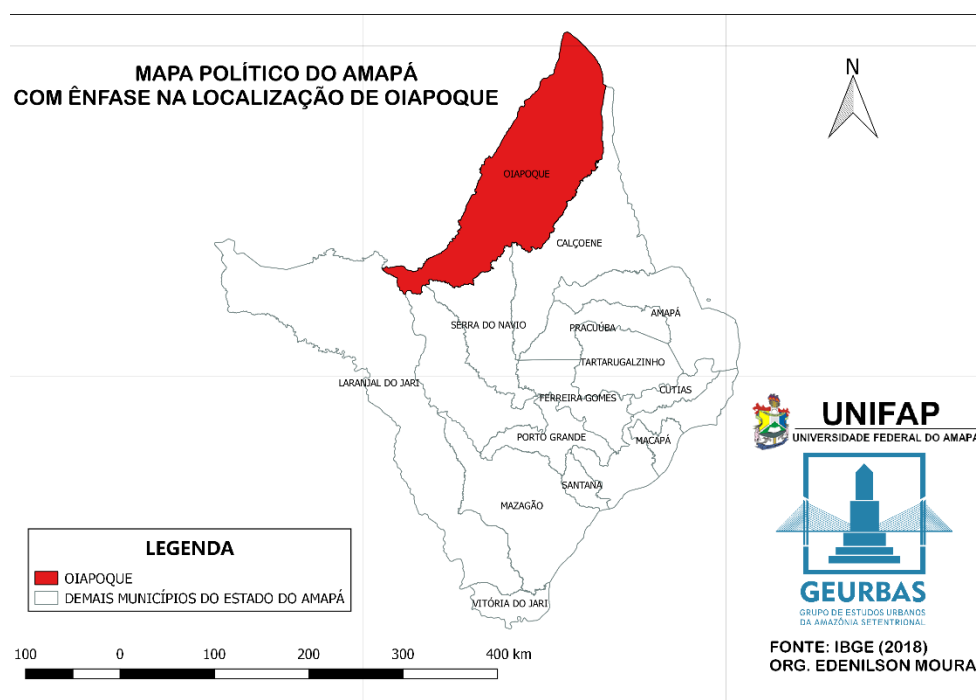 MAPA POLÍTICO DO AMAPÁ
COM ÊNFASE NA LOCALIZAÇÃO DE OIAPOQUE
N
OIAPOQUE
CALÇOENE
AMAPÁ
SERRA DO NAVIO
PRACUÚBA
TARTARUGALZINHO
LARANJAL DO JARI
CUTIAS
FERREIRA GOMES
PORTO GRANDE
MACAPÁ
SANTANA
MAZAGÃO
VITÓRIA DO JARI
UNIFAP
UNIVERSIDADE FEDERAL DO AMAPÁ
GEURBAS
GRUPO DE ESTUDOS URBANOS
DA AMAZÔNIA SETENTRIONAL
LEGENDA
OIAPOQUE
DEMAIS MUNICÍPIOS DO ESTADO DO AMAPÁ
100 0 100 200 300 400 km
FONTE: IBGE (2018)
ORG. EDENILSON MOURA